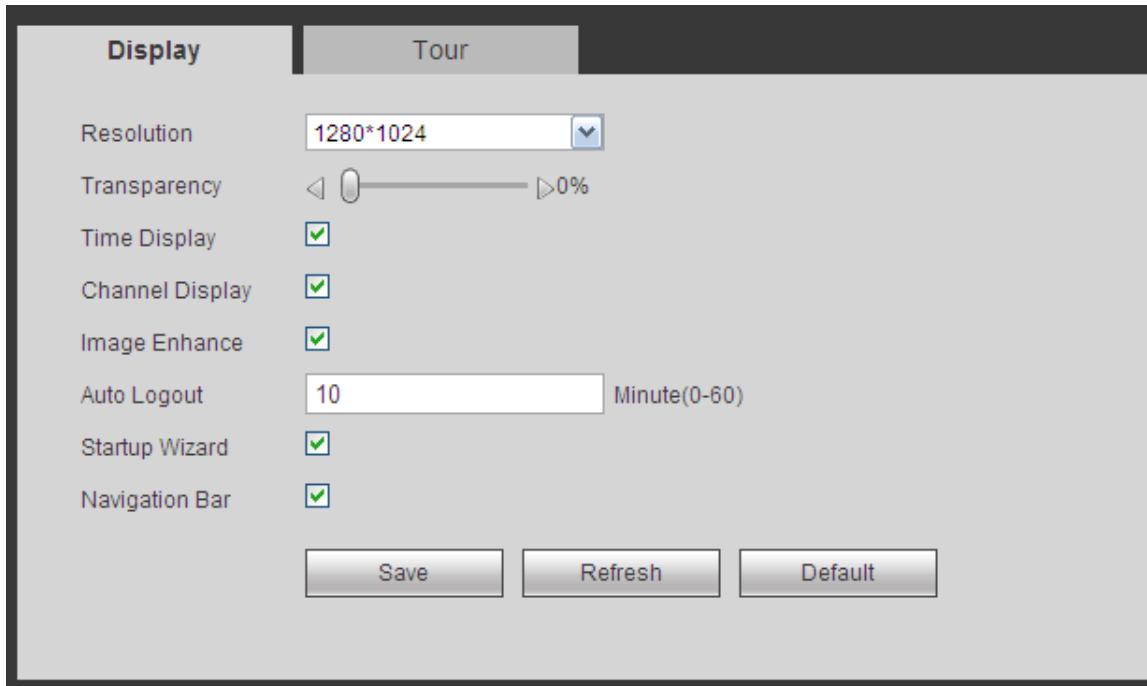 Display Tour
Resolution 1280*1024
Transparency 0%
Time Display
Channel Display
Image Enhance
Auto Logout 10 Minute(0-60)
Startup Wizard
Navigation Bar
Save Refresh Default